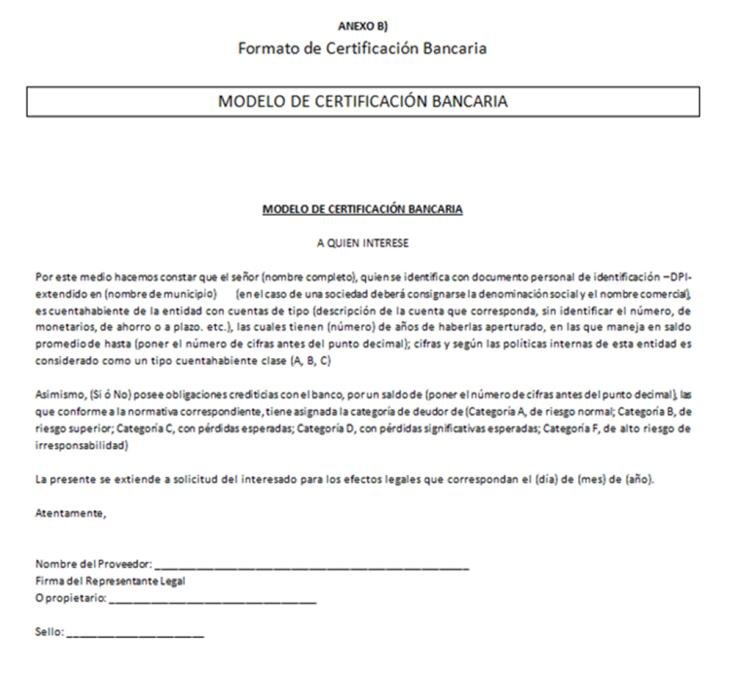 ANEXO B)
Formato de Certificación Bancaria
MODELO DE CERTIFICACIÓN BANCARIA
MODELO DE CERTIFICACIÓN BANCARIA
A QUIEN INTERESE
Por este medio hacemos constar que el señor (nombre completo), quien se identifica con documento personal de identificación –DPI-
extendido en (nombre de municipio) (en el caso de una sociedad deberá consignarse la denominación social y el nombre comercial),
es cuentahabiente de la entidad con cuentas de tipo (descripción de la cuenta que corresponda, sin identificar el número, de
monetarios, de ahorro o a plazo. etc.), las cuales tienen (número) de años de haberlas aperturado, en las que maneja en saldo
promedio de hasta (poner el número de cifras antes del punto decimal); cifras y según las políticas internas de esta entidad es
considerado como un tipo cuentahabiente clase (A, B, C)
Asimismo, (Si ó No) posee obligaciones crediticias con el banco, por un saldo de (poner el número de cifras antes del punto decimal), las
que conforme a la normativa correspondiente, tiene asignada la categoría de deudor de (Categoría A, de riesgo normal; Categoría B, de
riesgo superior; Categoría C, con pérdidas esperadas; Categoría D, con pérdidas significativas esperadas; Categoría F, de alto riesgo de
irresponsabilidad)
La presente se extiende a solicitud del interesado para los efectos legales que correspondan el (día) de (mes) de (año).
Atentamente,
Nombre del Proveedor: ____________________
Firma del Representante Legal
O propietario: ____________________
Sello: ____________________